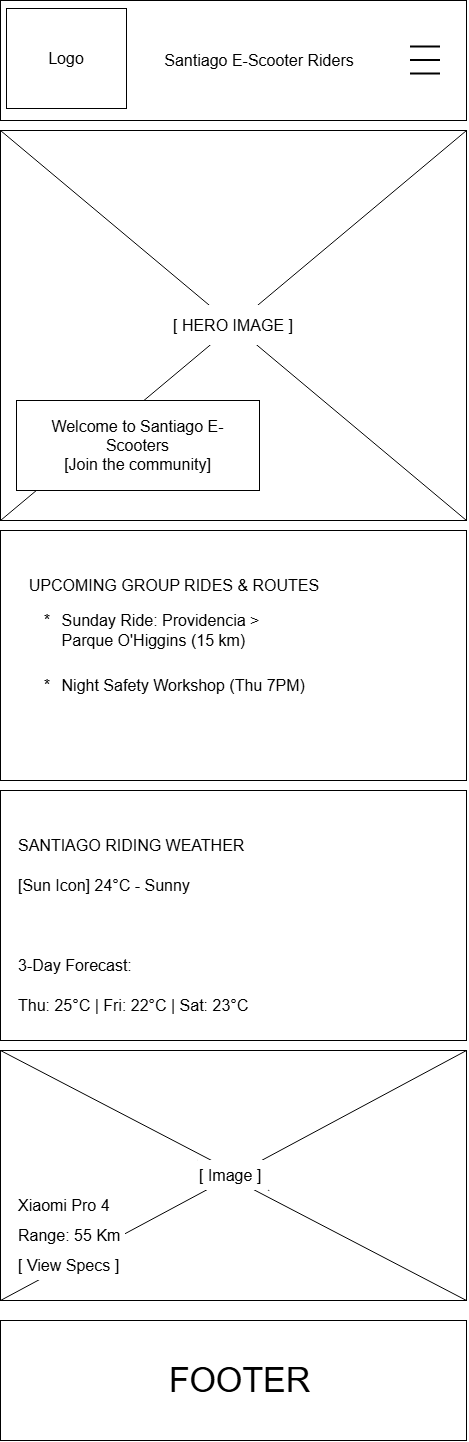 Logo
Santiago E-Scooter Riders
[ HERO IMAGE ]
Welcome to Santiago E-
Scooters
[Join the community]
UPCOMING GROUP RIDES & ROUTES
* Sunday Ride: Providencia >
Parque O'Higgins (15 km)
* Night Safety Workshop (Thu 7PM)
SANTIAGO RIDING WEATHER
[Sun Icon] 24°C - Sunny
3-Day Forecast:
Thu: 25°C | Fri: 22°C | Sat: 23°C
[ Image ]
Xiaomi Pro 4
Range: 55 Km
[ View Specs ]
FOOTER